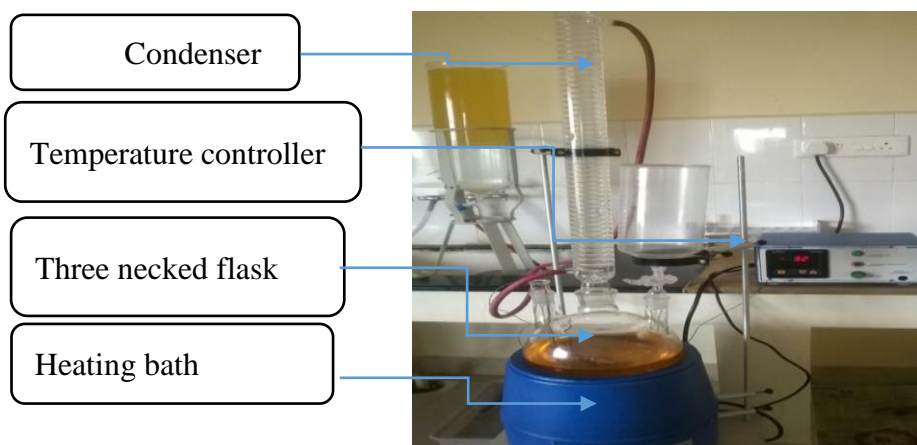 Condenser
Temperature controller
Three necked flask
Heating bath